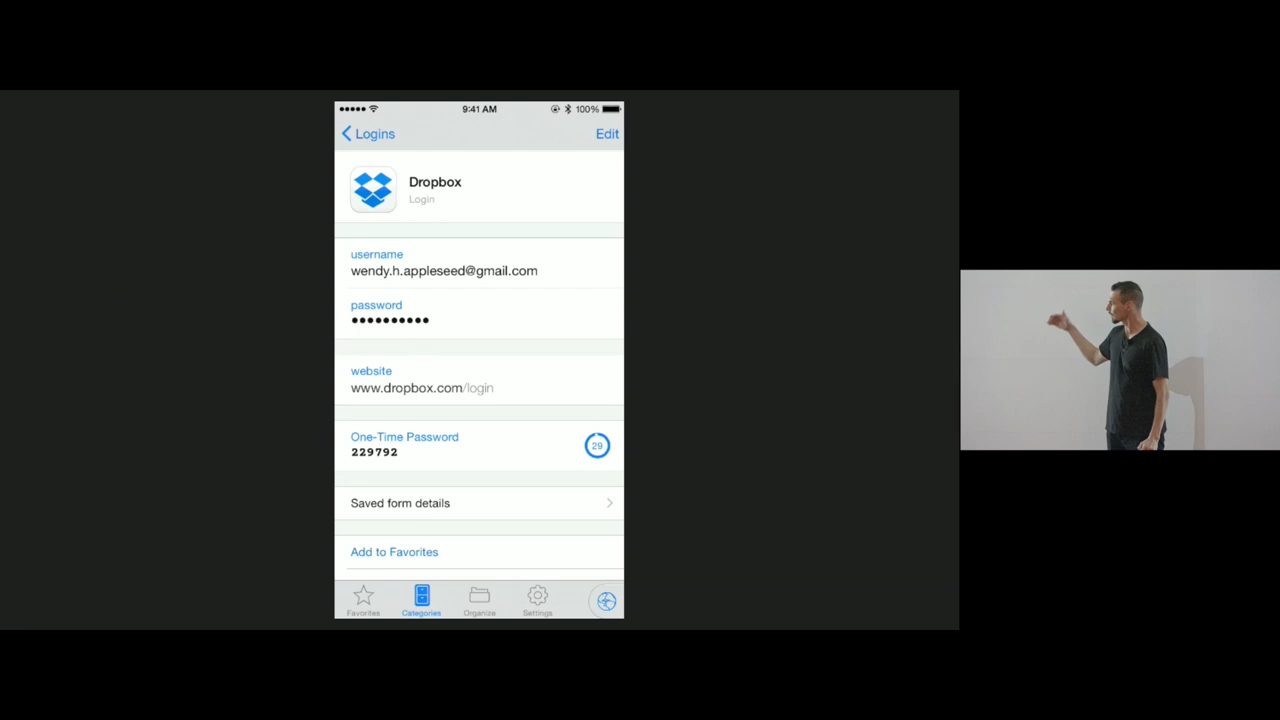 9:41 AM
100%
Logins
Edit
Dropbox
Login
username
wendy.h.appleseed@gmail.com
password
website
www.dropbox.com/login
One-Time Password
229792
29
Saved form details
Add to Favorites
Favorites
Categories
Organize
Settings